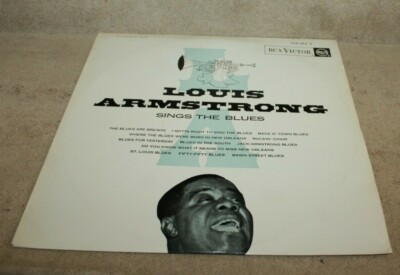 RCA VICTOR
LOUIS
ARMSTRONG
SINGS THE BLUES
THE BLUES ARE BREWIN' I GOTTA RIGHT TO SING THE BLUES BACK O' TOWN BLUES
WHERE THE BLUES WERE BORN IN NEW ORLEANS ROCKIN' CHAIR
BLUES FOR YESTERDAY BLUES IN THE SOUTH JACK-ARMSTRONG BLUES
DO YOU KNOW WHAT IT MEANS TO MISS NEW ORLEANS
ST. LOUIS BLUES FIFTY-FIFTY BLUES BASIN STREET BLUES